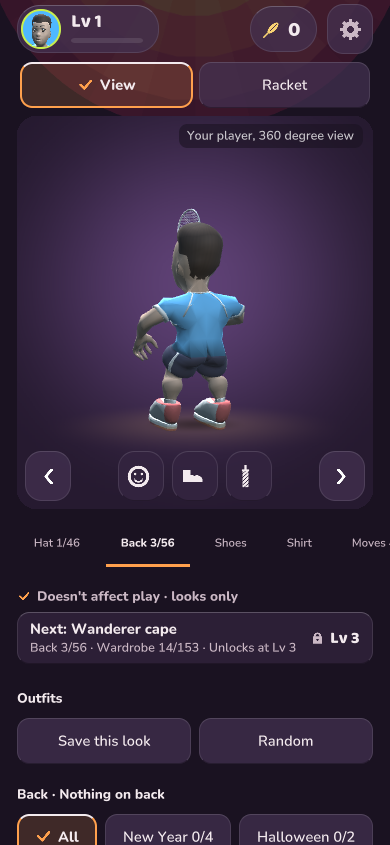 Lv 1
0
View
Racket
Your player, 360 degree view
Hat 1/46
Back 3/56
Shoes
Shirt
Moves
Doesn't affect play · looks only
Next: Wanderer cape
Back 3/56 · Wardrobe 14/153 · Unlocks at Lv 3
Lv 3
Outfits
Save this look
Random
Back · Nothing on back
All
New Year 0/4
Halloween 0/2